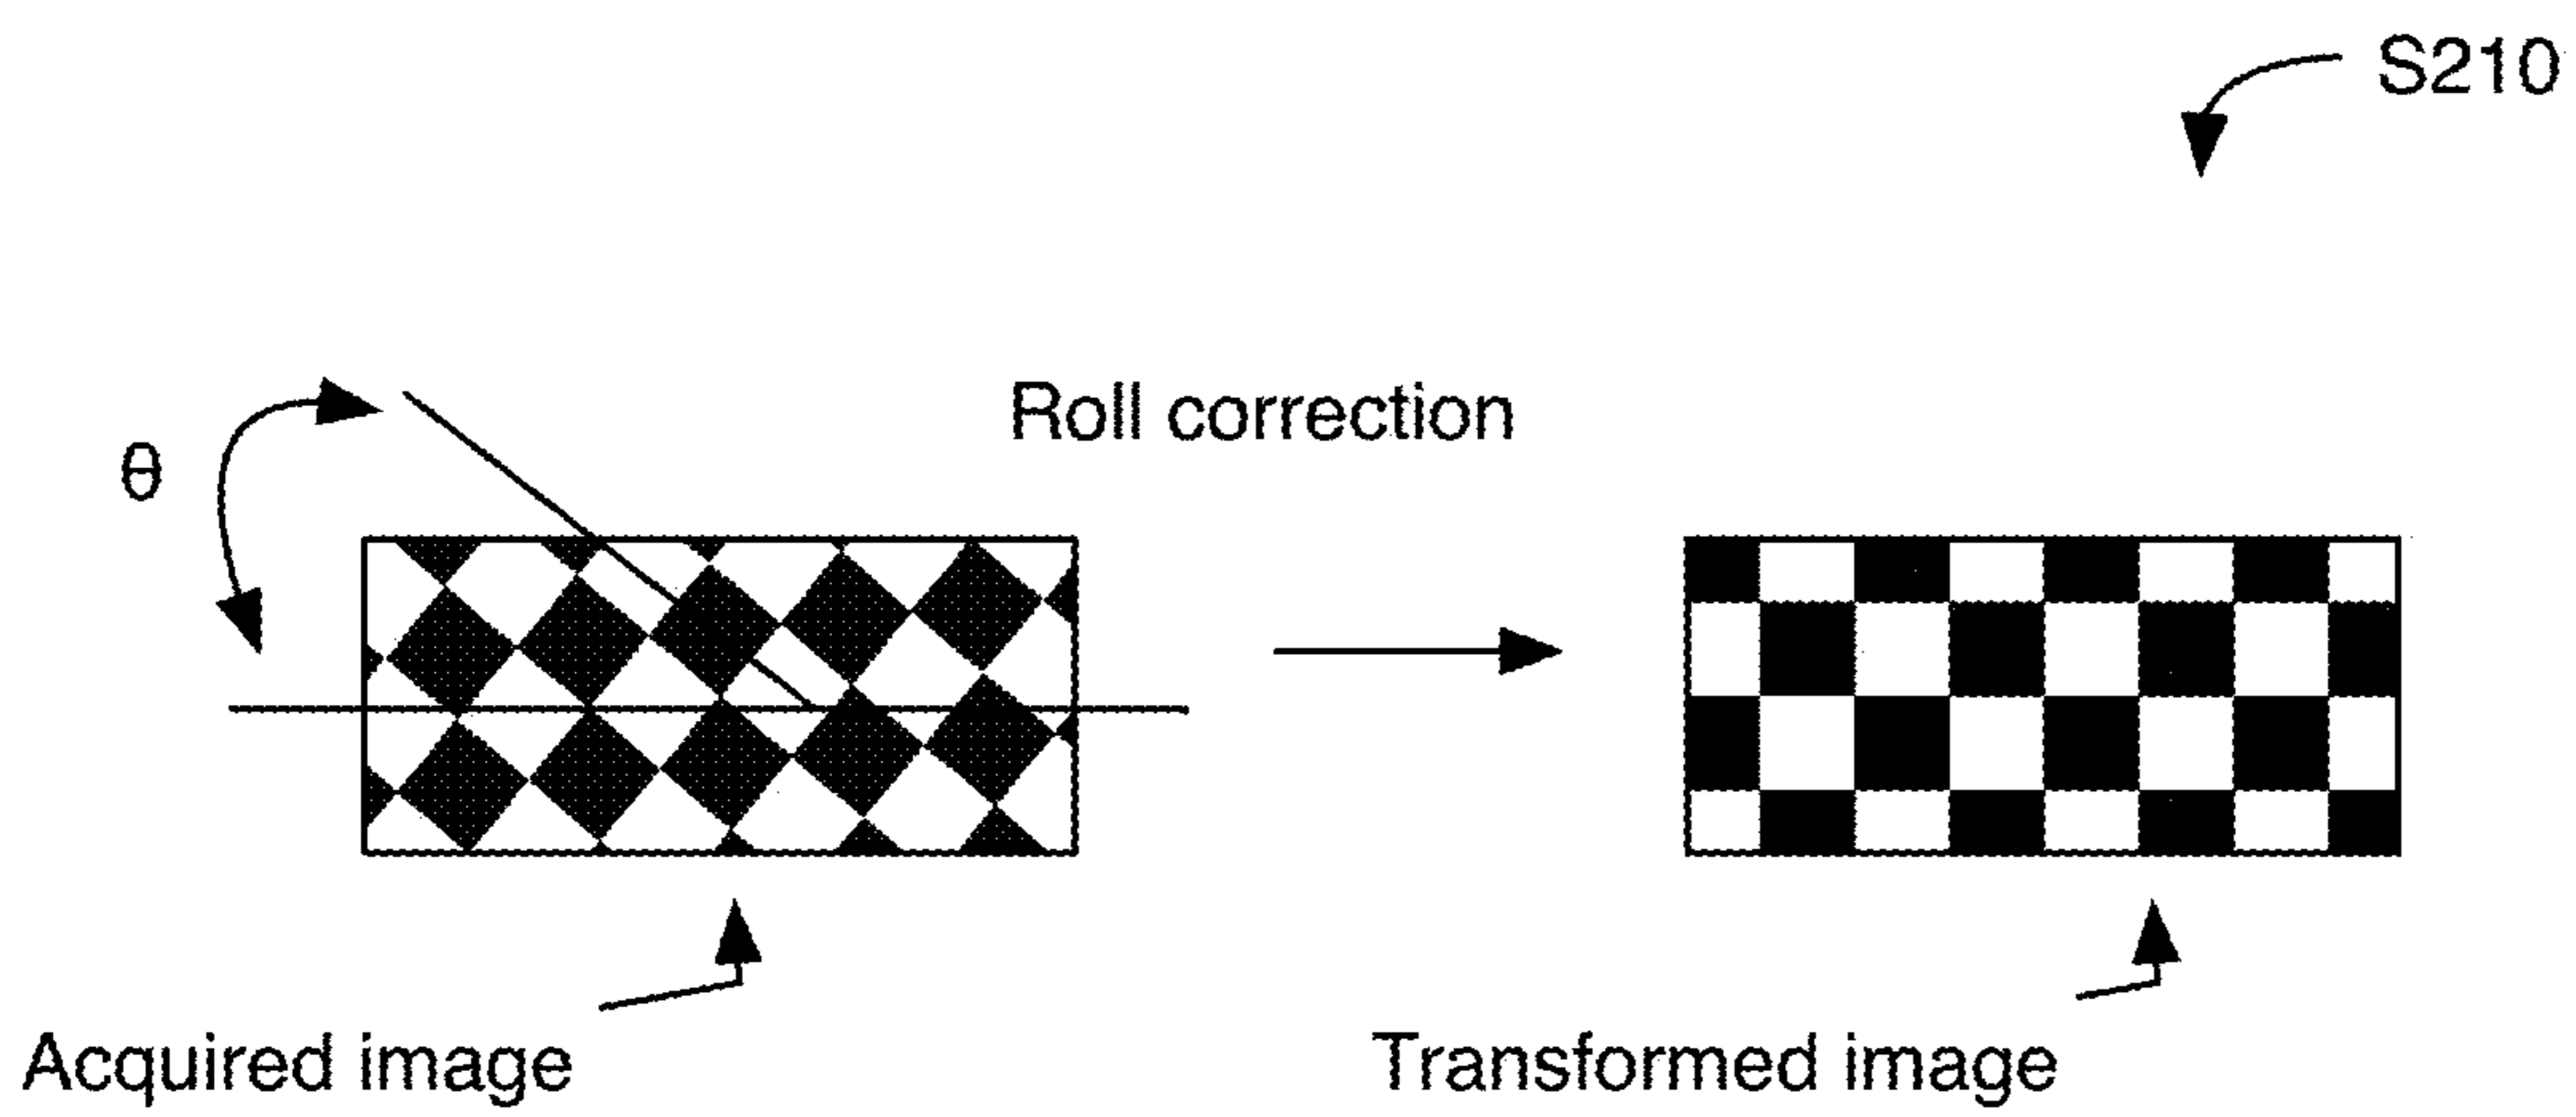 S210
Roll correction
θ
Acquired image
Transformed image